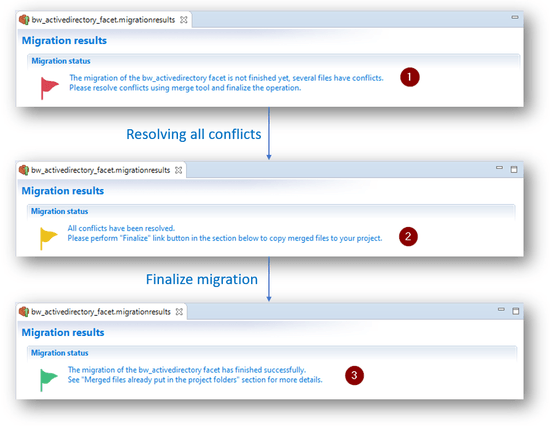 bw_activedirectory_facet.migrationresults
Migration results
Migration status
The migration of the bw_activedirectory facet is not finished yet, several files have conflicts.
Please resolve conflicts using merge tool and finalize the operation.
1
Resolving all conflicts
bw_activedirectory_facet.migrationresults
Migration results
Migration status
All conflicts have been resolved.
Please perform "Finalize" link button in the section below to copy merged files to your project.
2
Finalize migration
bw_activedirectory_facet.migrationresults
Migration results
Migration status
The migration of the bw_activedirectory facet has finished successfully.
See "Merged files already put in the project folders" section for more details.
3